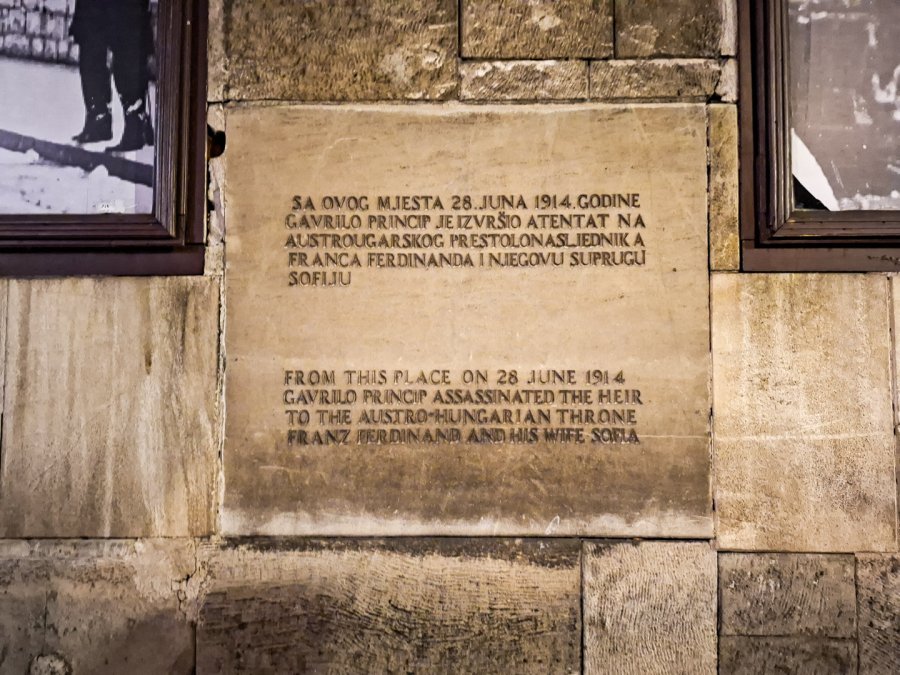 SA OVOG MJESTA 28.JUNA 1914.GODINE
GAVRILO PRINCIP JE IZVRŠIO ATENTAT NA
AUSTROUGARSKOG PRESTOLONASLJEDNIKA
FRANCA FERDINANDA I NJEGOVU SUPRUGU
SOFIJU
FROM THIS PLACE ON 28 JUNE 1914
GAVRILO PRINCIP ASSASSINATED THE HEIR
TO THE AUSTRO-HUNGARIAN THRONE
FRANZ FERDINAND AND HIS WIFE SOFIA